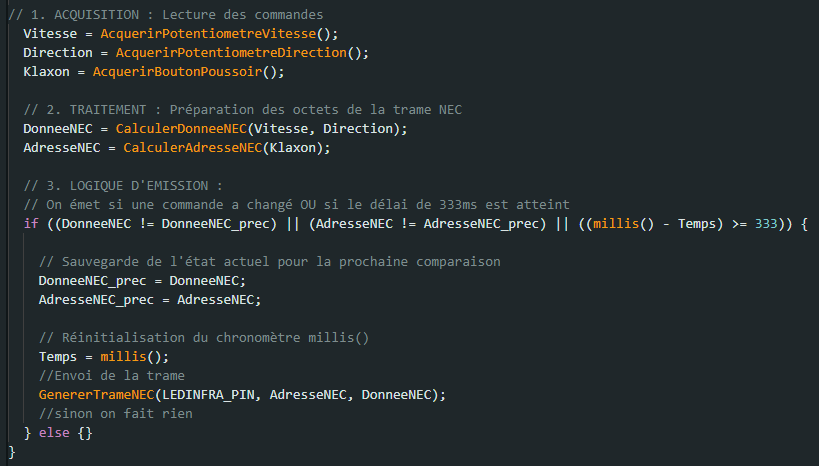 // 1. ACQUISITION : Lecture des commandes
Vitesse = AcquerirPotentiometreVitesse();
Direction = AcquerirPotentiometreDirection();
Klaxon = AcquerirBoutonPoussoir();
// 2. TRAITEMENT : Préparation des octets de la trame NEC
DonneeNEC = CalculerDonneeNEC(Vitesse, Direction);
AdresseNEC = CalculerAdresseNEC(Klaxon);
// 3. LOGIQUE D'EMISSION :
// On émet si une commande a changé OU si le délai de 333ms est atteint
if ((DonneeNEC != DonneeNEC_prec) || (AdresseNEC != AdresseNEC_prec) || ((millis() - Temps) >= 333)) {
// Sauvegarde de l'état actuel pour la prochaine comparaison
DonneeNEC_prec = DonneeNEC;
AdresseNEC_prec = AdresseNEC;
// Réinitialisation du chronomètre millis()
Temps = millis();
//Envoi de la trame
GenererTrameNEC(LEDINFRA_PIN, AdresseNEC, DonneeNEC);
//sinon on fait rien
} else {}
}